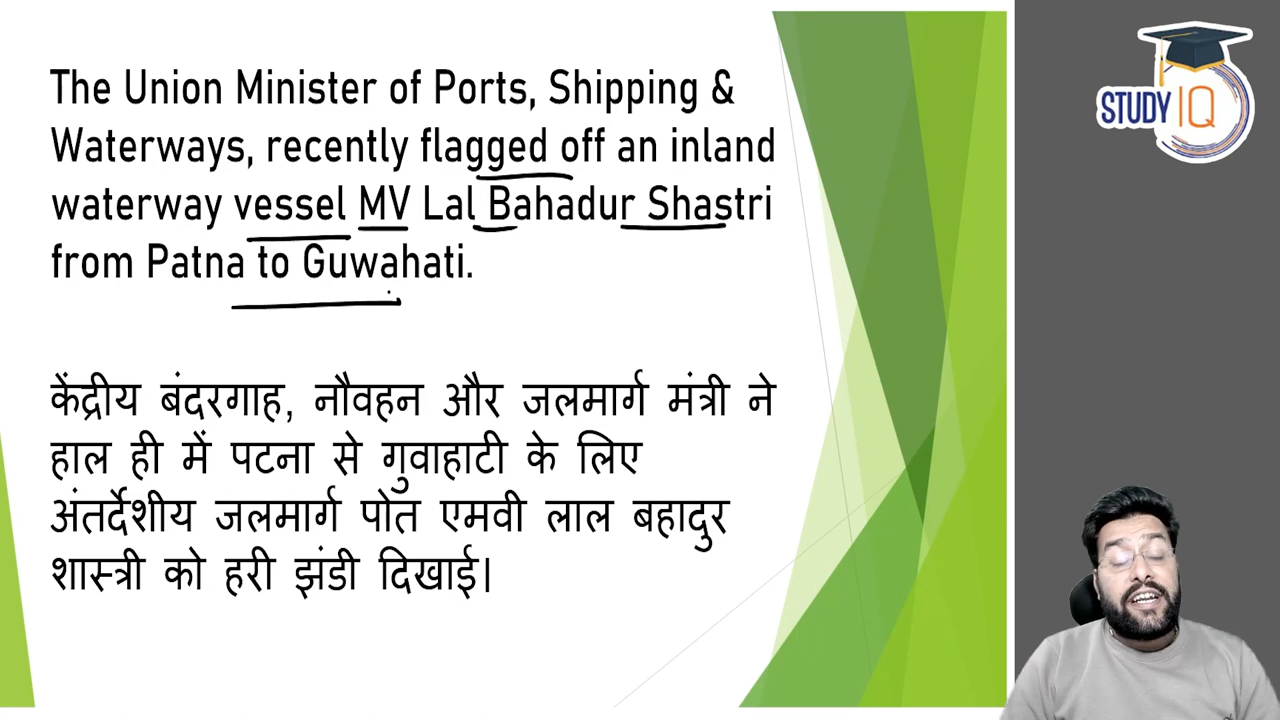 The Union Minister of Ports, Shipping &
Waterways, recently flagged off an inland
waterway vessel MV Lal Bahadur Shastri
from Patna to Guwahati.
केंद्रीय बंदरगाह, नौवहन और जलमार्ग मंत्री ने
हाल ही में पटना से गुवाहाटी के लिए
अंतर्देशीय जलमार्ग पोत एमवी लाल बहादुर
शास्त्री को हरी झंडी दिखाई।
STUDY IQ